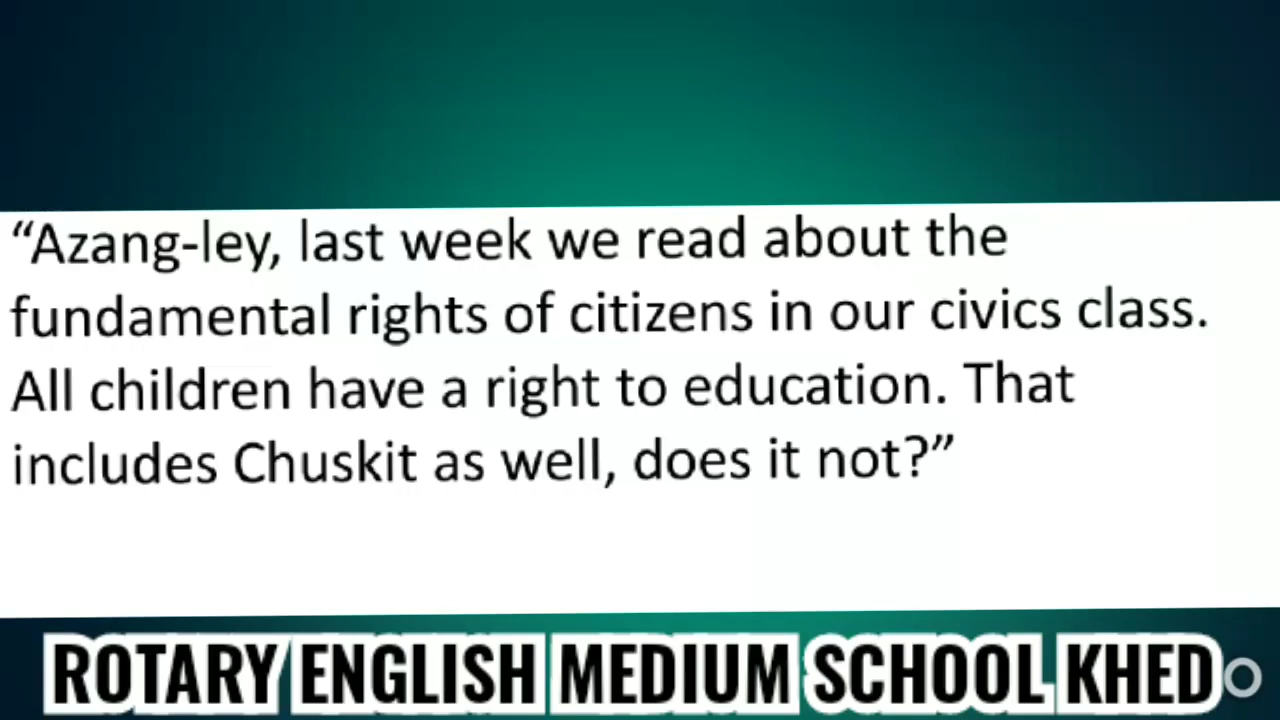 “Azang-ley, last week we read about the
fundamental rights of citizens in our civics class.
All children have a right to education. That
includes Chuskit as well, does it not?”
ROTARY ENGLISH MEDIUM SCHOOL KHED